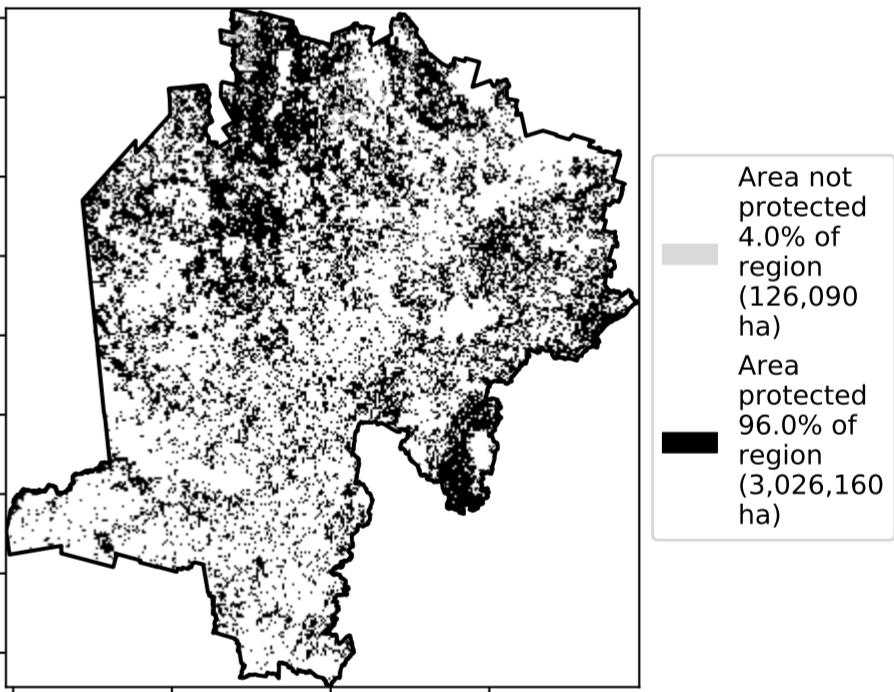 Area not
protected
4.0% of
region
(126,090
ha)
Area
protected
96.0% of
region
(3,026,160
ha)